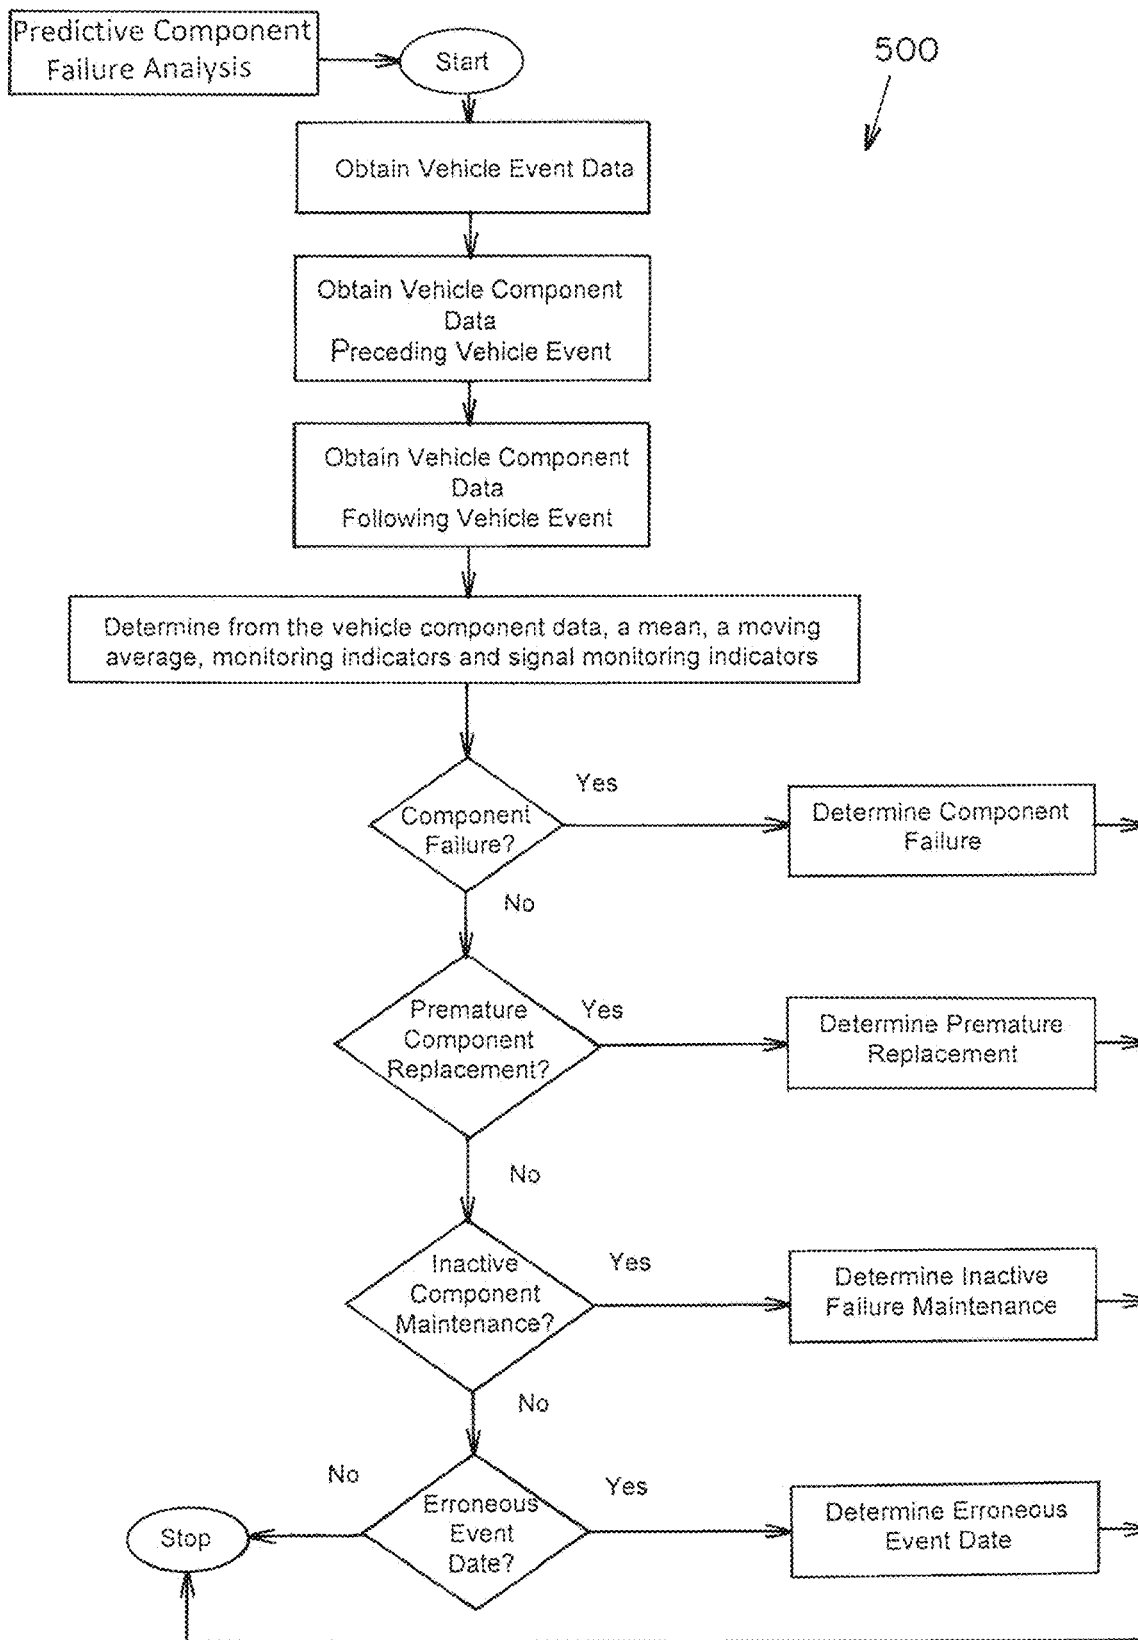 Predictive Component
Failure Analysis
Start
500
Obtain Vehicle Event Data
Obtain Vehicle Component
Data
Preceding Vehicle Event
Obtain Vehicle Component
Data
Following Vehicle Event
Determine from the vehicle component data, a mean, a moving
average, monitoring indicators and signal monitoring indicators
Component
Failure?
Yes
Determine Component
Failure
No
Premature
Component
Replacement?
Yes
Determine Premature
Replacement
No
Inactive
Component
Maintenance?
Yes
Determine Inactive
Failure Maintenance
No
Erroneous
Event
Date?
No
Yes
Determine Erroneous
Event Date
Stop